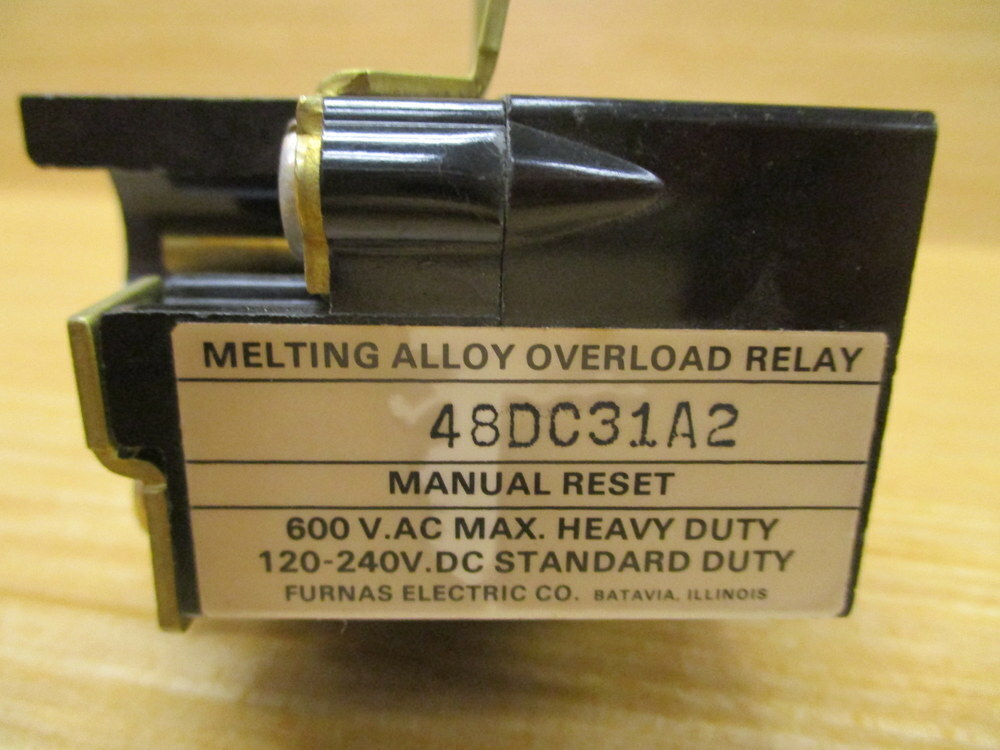 MELTING ALLOY OVERLOAD RELAY
48DC31A2
MANUAL RESET
600 V.AC MAX. HEAVY DUTY
120-240V.DC STANDARD DUTY
FURNAS ELECTRIC CO. BATAVIA, ILLINOIS